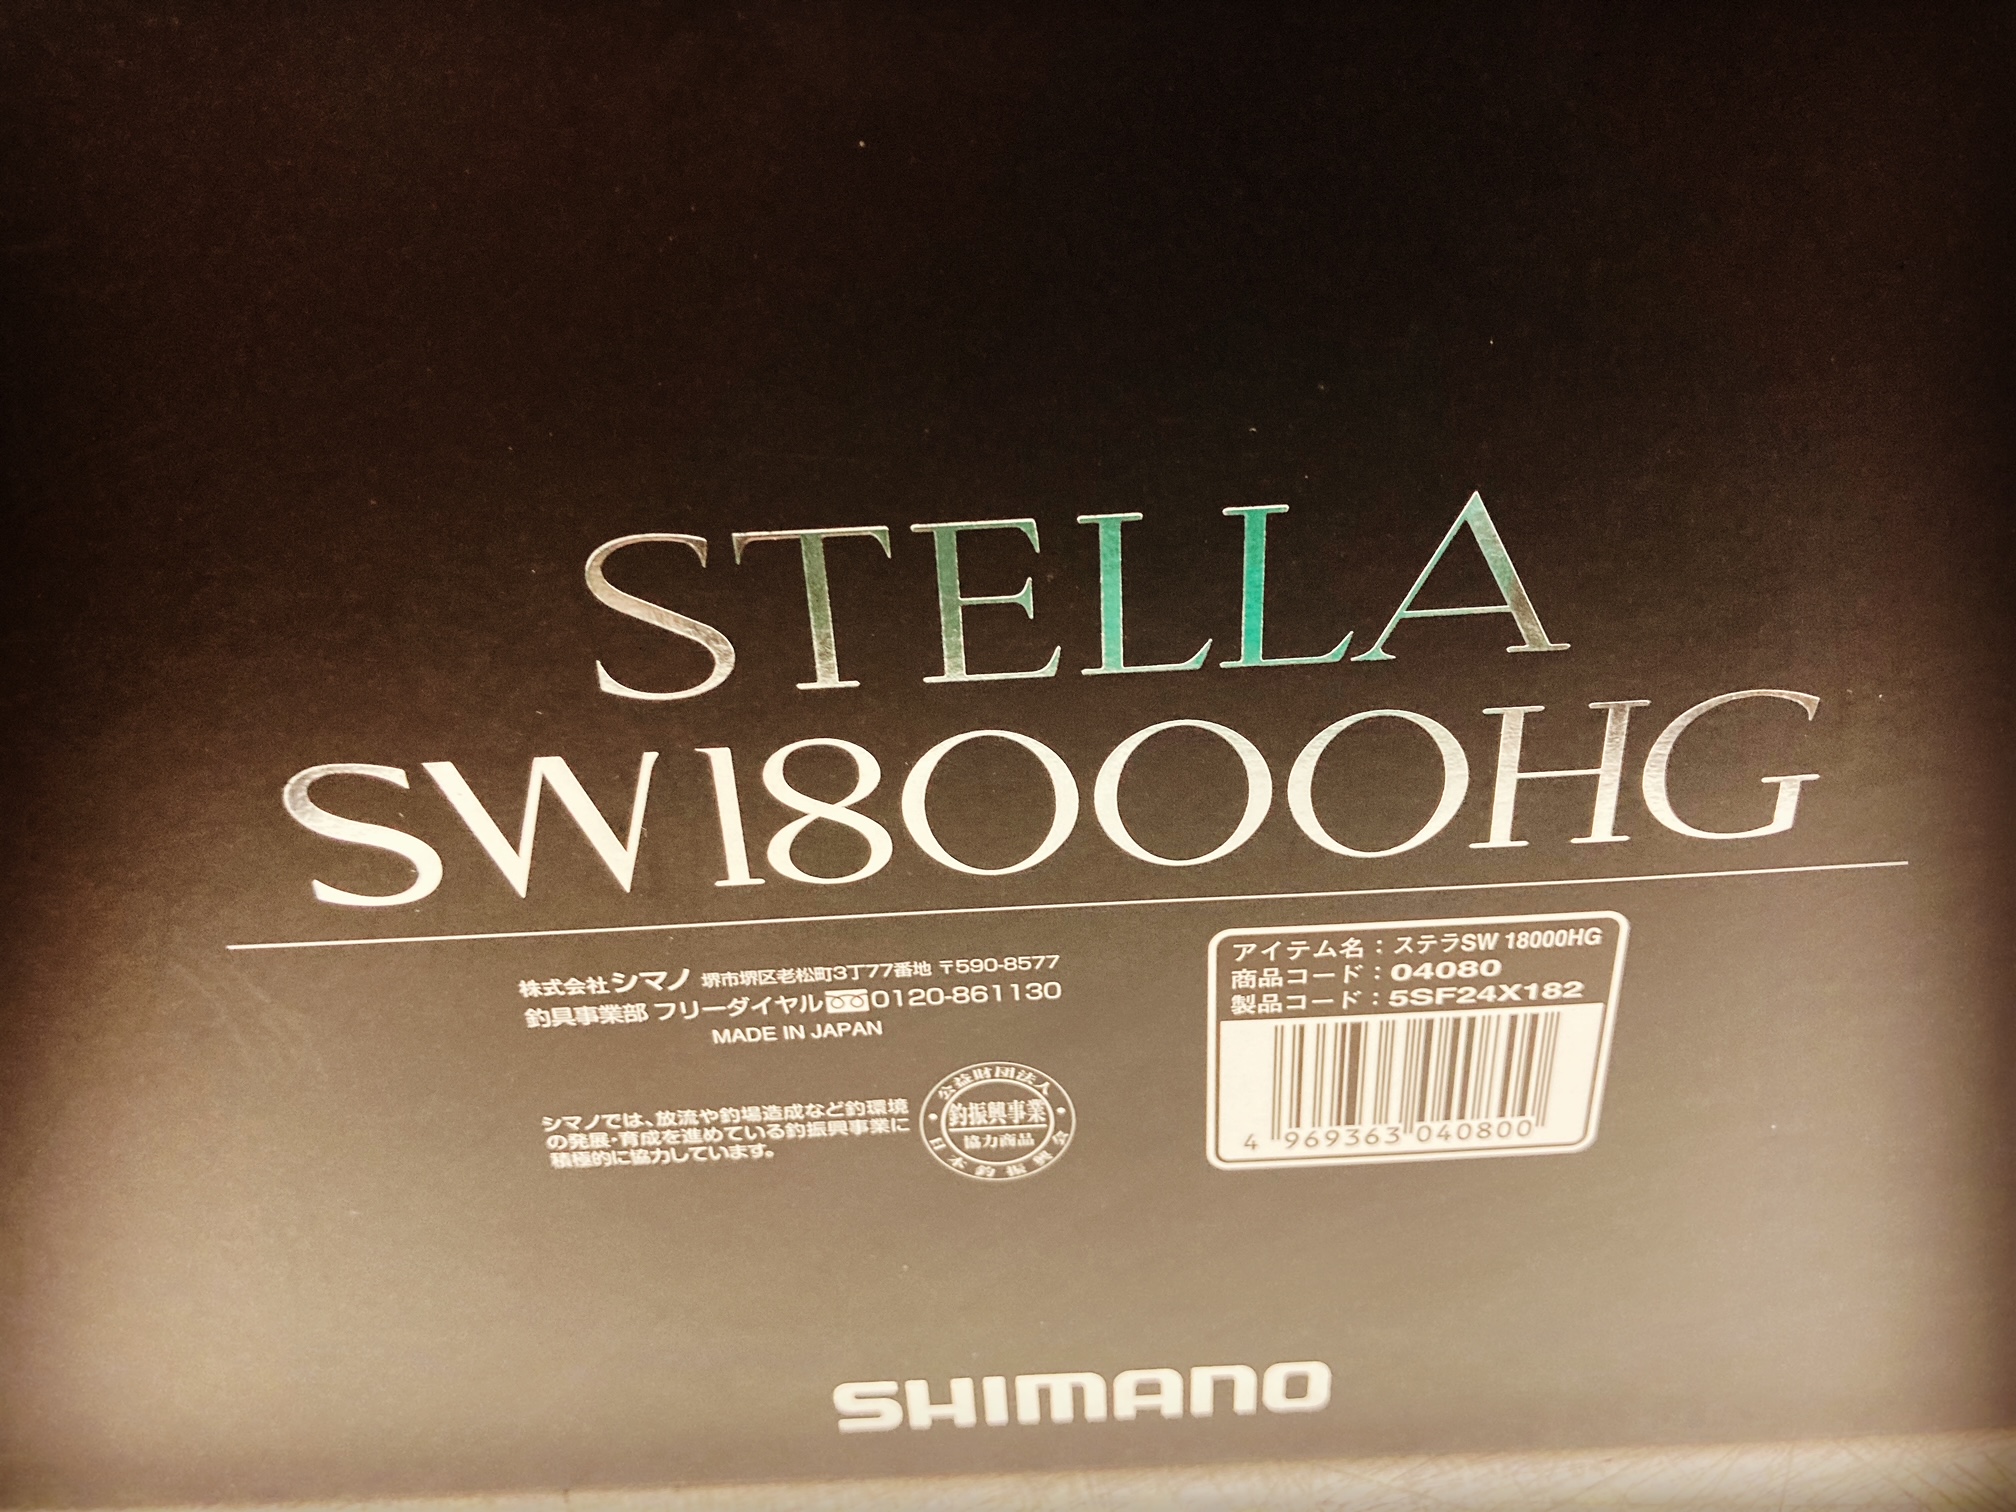 STELLA
SW18000HG
株式会社シマノ 堺市堺区老松町3丁77番地 〒590-8577
釣具事業部 フリーダイヤル 0120-861130
MADE IN JAPAN
シマノでは、放流や釣場造成など釣環境
の発展・育成を進めている釣振興事業に
積極的に協力しています。
公益財団法人
釣振興事業
協力商品
日本釣振興会
アイテム名：ステラSW 18000HG
商品コード：04080
製品コード：5SF24X182
4 969363 040800
SHIMANO